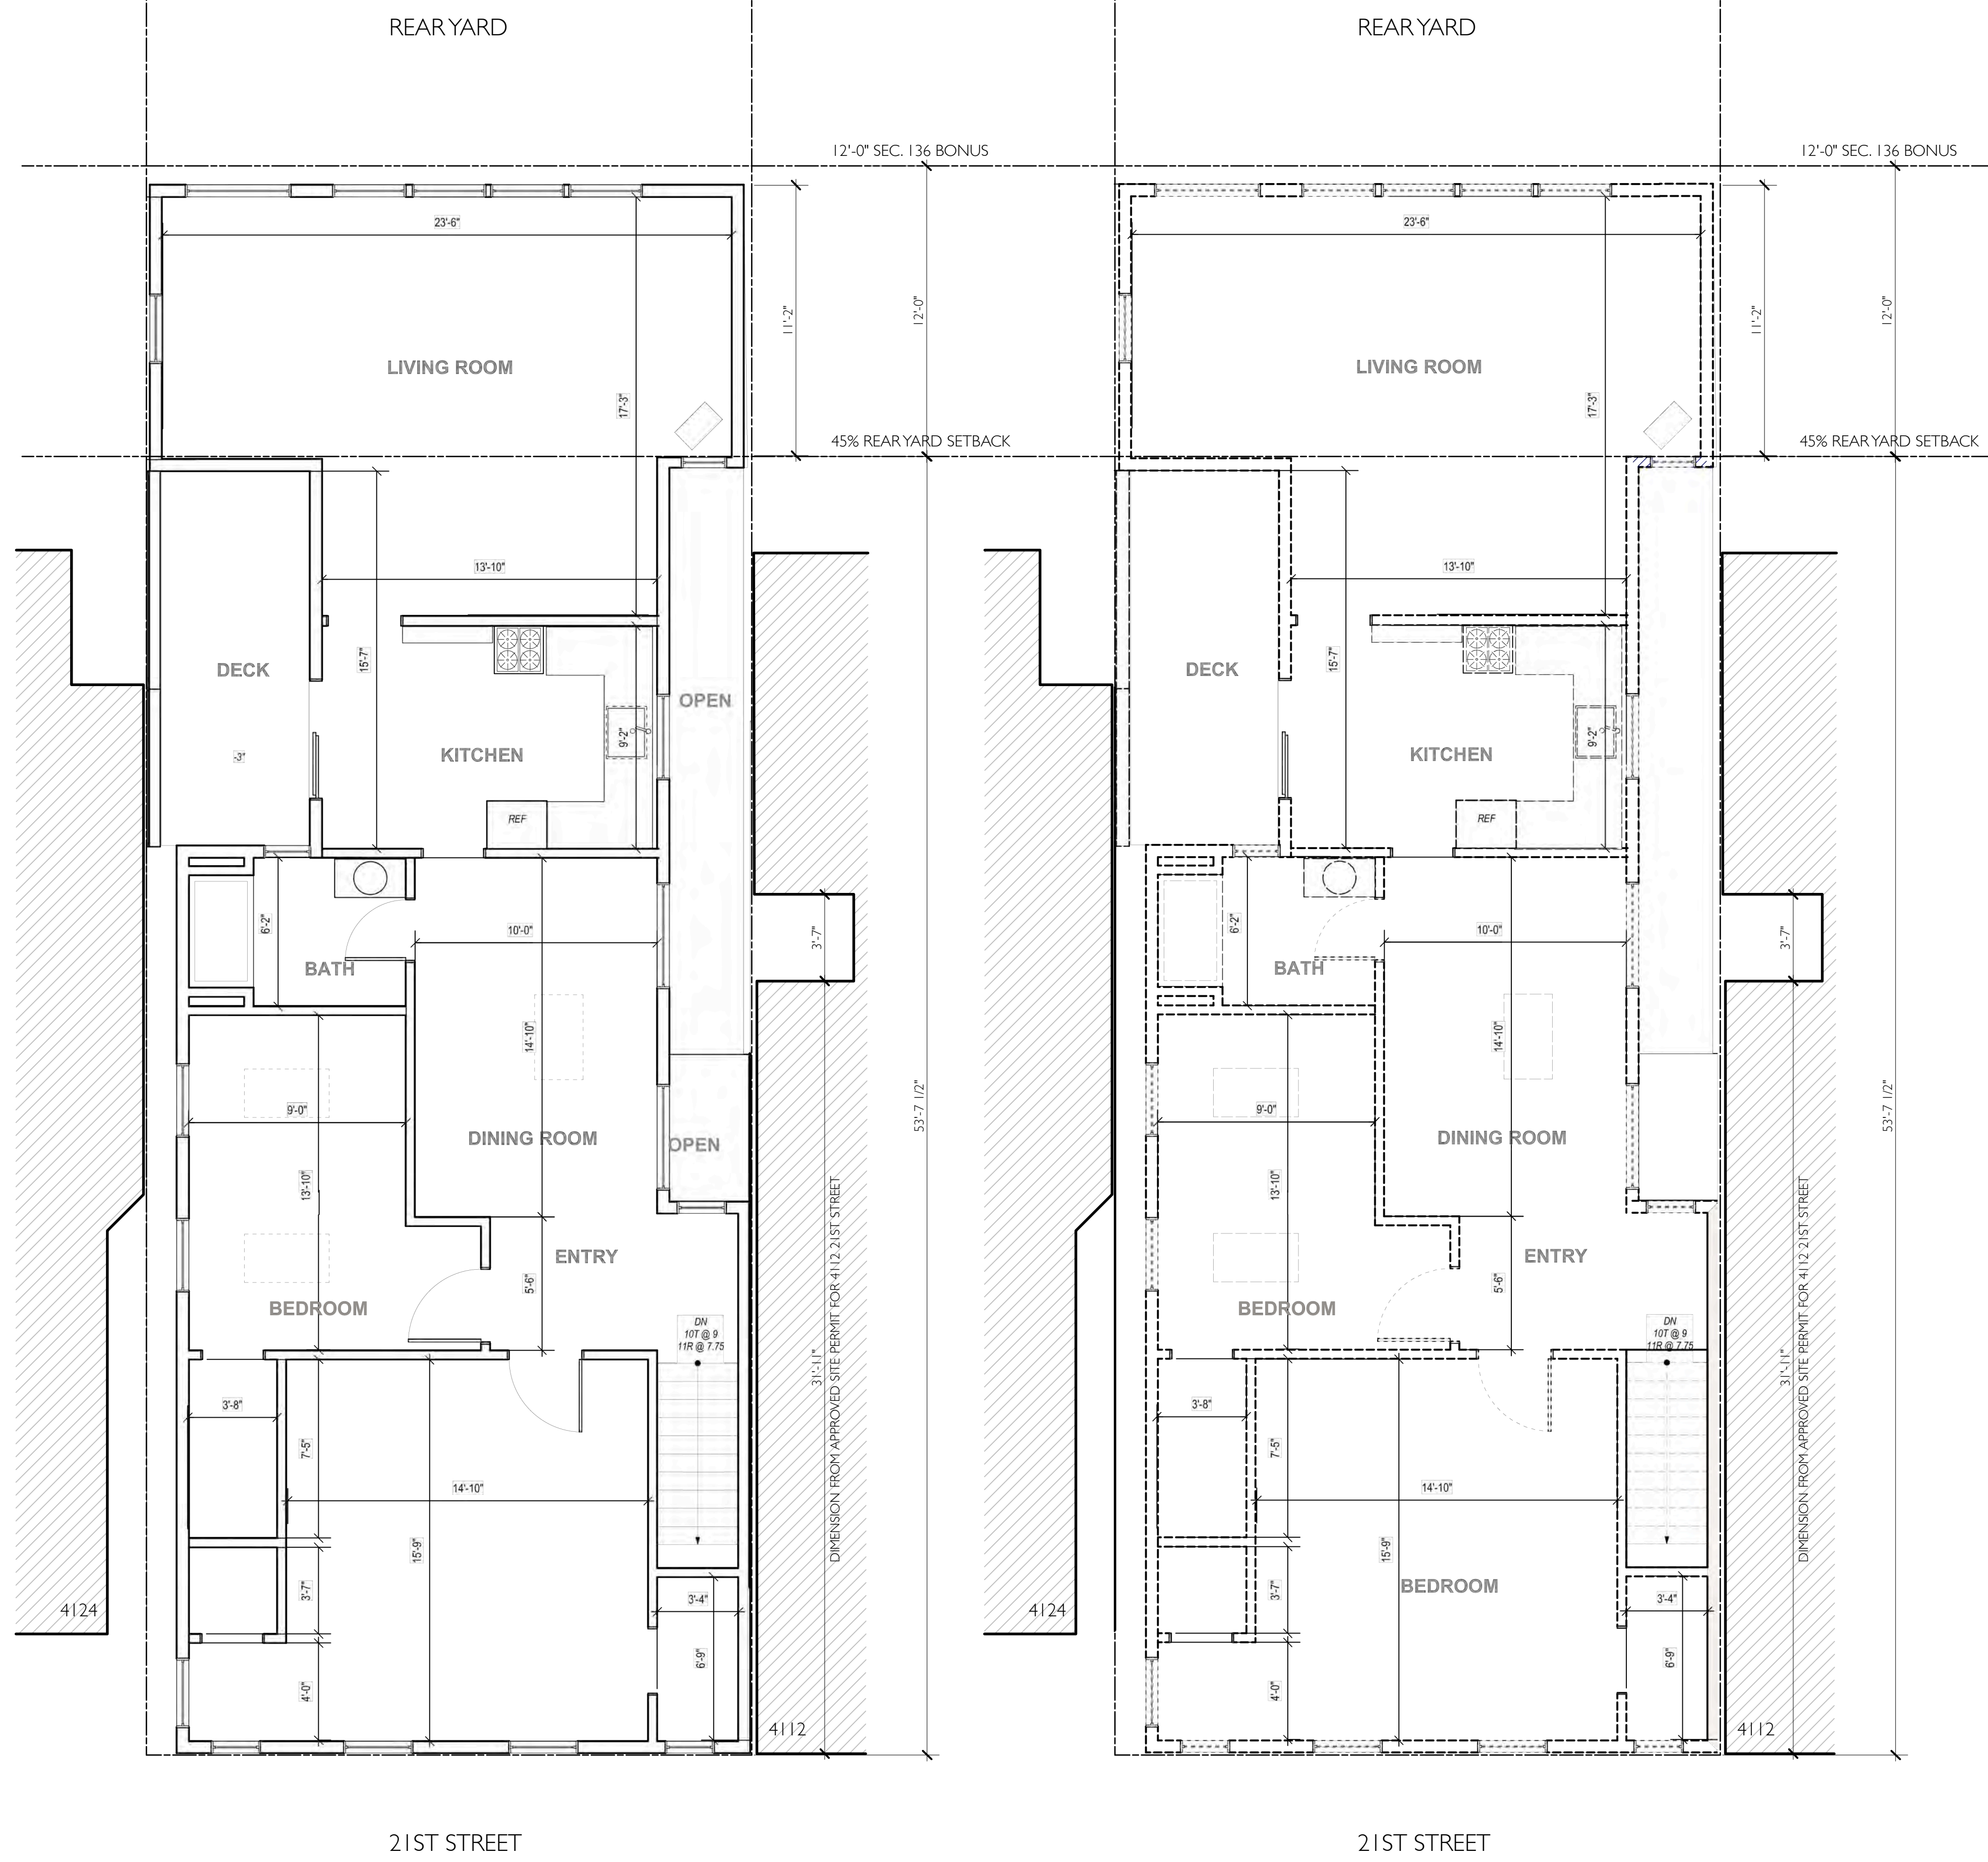 REAR YARD
12'-0" SEC. 136 BONUS
23'-6"
11'-2"
12'-0"
LIVING ROOM
17'-3"
45% REAR YARD SETBACK
13'-10"
15'-7"
DECK
OPEN
-3"
KITCHEN
9'-2"
REF
6'-2"
10'-0"
3'-7"
BATH
14'-10"
9'-0"
53'-7 1/2"
DINING ROOM
OPEN
13'-10"
ENTRY
5'-6"
BEDROOM
DN
10T @ 9
11R @ 7.75
31'-11"
DIMENSION FROM APPROVED SITE PERMIT FOR 4112 21ST STREET
3'-8"
7'-5"
14'-10"
15'-9"
3'-7"
3'-4"
4124
6'-9"
4'-0"
4112
21ST STREET
REAR YARD
12'-0" SEC. 136 BONUS
23'-6"
11'-2"
12'-0"
LIVING ROOM
17'-3"
45% REAR YARD SETBACK
13'-10"
15'-7"
DECK
KITCHEN
9'-2"
REF
6'-2"
10'-0"
3'-7"
BATH
14'-10"
9'-0"
53'-7 1/2"
DINING ROOM
13'-10"
ENTRY
5'-6"
BEDROOM
DN
10T @ 9
11R @ 7.75
31'-11"
DIMENSION FROM APPROVED SITE PERMIT FOR 4112 21ST STREET
3'-8"
7'-5"
14'-10"
15'-9"
BEDROOM
3'-7"
3'-4"
4124
6'-9"
4'-0"
4112
21ST STREET